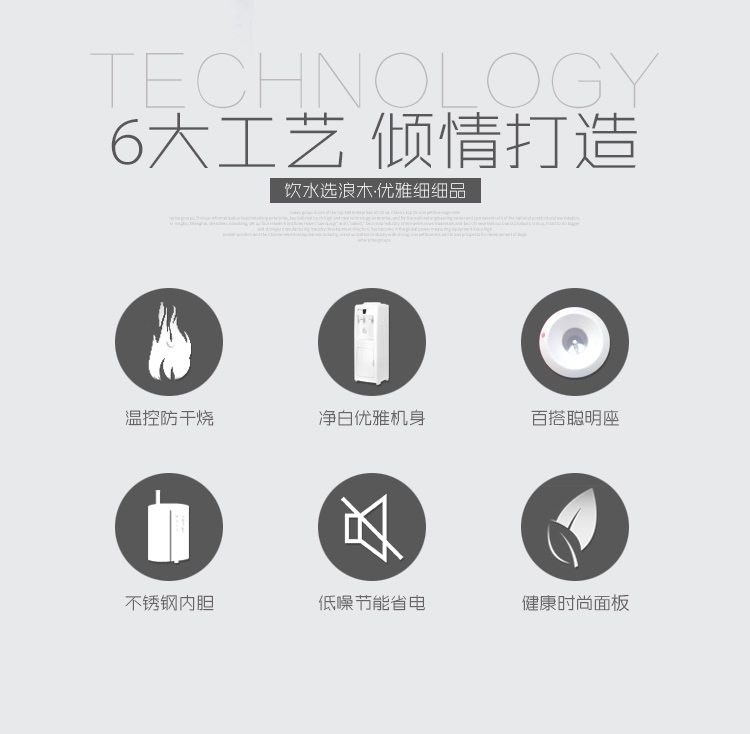 TECHNOLOGY
6大工艺 倾情打造
饮水选浪木·优雅细细品
温控防干烧
净白优雅机身
百搭聪明座
不锈钢内胆
低噪节能省电
健康时尚面板